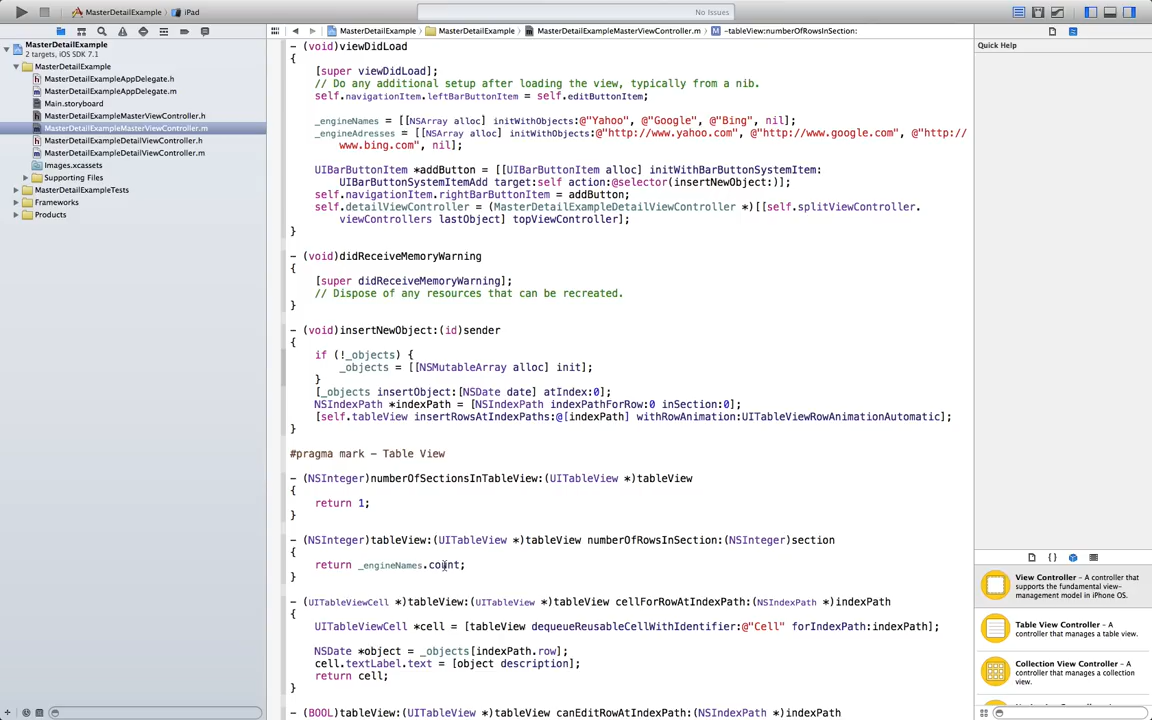 MasterDetailExample
iPad
No Issues
MasterDetailExample
MasterDetailExample
MasterDetailExampleMasterViewController.m
-tableView:numberOfRowsInSection:
MasterDetailExample
2 targets, iOS SDK 7.1
MasterDetailExample
MasterDetailExampleAppDelegate.h
MasterDetailExampleAppDelegate.m
Main.storyboard
MasterDetailExampleMasterViewController.h
MasterDetailExampleMasterViewController.m
MasterDetailExampleDetailViewController.h
MasterDetailExampleDetailViewController.m
Images.xcassets
Supporting Files
MasterDetailExampleTests
Frameworks
Products
- (void)viewDidLoad
{
[super viewDidLoad];
// Do any additional setup after loading the view, typically from a nib.
self.navigationItem.leftBarButtonItem = self.editButtonItem;
_engineNames = [[NSArray alloc] initWithObjects:@"Yahoo", @"Google", @"Bing", nil];
_engineAdresses = [[NSArray alloc] initWithObjects:@"http://www.yahoo.com", @"http://www.google.com", @"http://
www.bing.com", nil];
UIBarButtonItem *addButton = [[UIBarButtonItem alloc] initWithBarButtonSystemItem:
UIBarButtonSystemItemAdd target:self action:@selector(insertNewObject:)];
self.navigationItem.rightBarButtonItem = addButton;
self.detailViewController = (MasterDetailExampleDetailViewController *)[[self.splitViewController.
viewControllers lastObject] topViewController];
}
- (void)didReceiveMemoryWarning
{
[super didReceiveMemoryWarning];
// Dispose of any resources that can be recreated.
}
- (void)insertNewObject:(id)sender
{
if (!_objects) {
_objects = [[NSMutableArray alloc] init];
}
[_objects insertObject:[NSDate date] atIndex:0];
NSIndexPath *indexPath = [NSIndexPath indexPathForRow:0 inSection:0];
[self.tableView insertRowsAtIndexPaths:@[indexPath] withRowAnimation:UITableViewRowAnimationAutomatic];
}
#pragma mark - Table View
- (NSInteger)numberOfSectionsInTableView:(UITableView *)tableView
{
return 1;
}
- (NSInteger)tableView:(UITableView *)tableView numberOfRowsInSection:(NSInteger)section
{
return _engineNames.count;
}
- (UITableViewCell *)tableView:(UITableView *)tableView cellForRowAtIndexPath:(NSIndexPath *)indexPath
{
UITableViewCell *cell = [tableView dequeueReusableCellWithIdentifier:@"Cell" forIndexPath:indexPath];
NSDate *object = _objects[indexPath.row];
cell.textLabel.text = [object description];
return cell;
}
- (BOOL)tableView:(UITableView *)tableView canEditRowAtIndexPath:(NSIndexPath *)indexPath
Quick Help
View Controller - A controller that
supports the fundamental view-
management model in iPhone OS.
Table View Controller - A
controller that manages a table view.
Collection View Controller - A
controller that manages a collection
view.